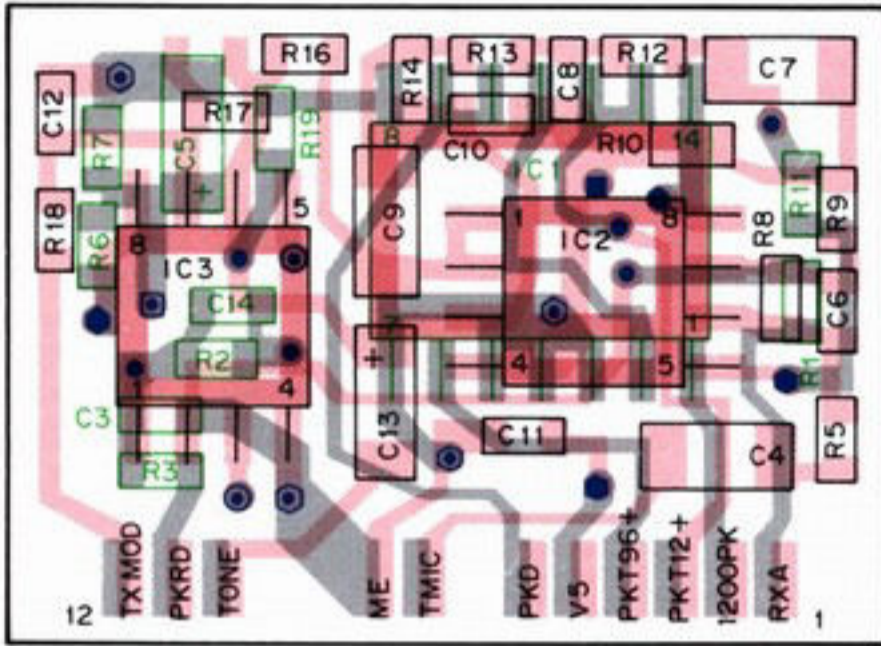 R16
R14
R13
C8
R12
C7
C12
R7
C5
+
R17
R19
8
C10
IC1
R10
14
R11
R18
R6
5
8
IC3
C9
1
IC2
8
R8
R9
C14
R2
1
4
7
1
C6
+
C13
4
5
R1
C3
R3
C11
C4
R5
TXMOD
PKRD
TONE
ME
TMIC
PKD
V5
PKT96+
PKT12+
1200PK
RXA
12
1